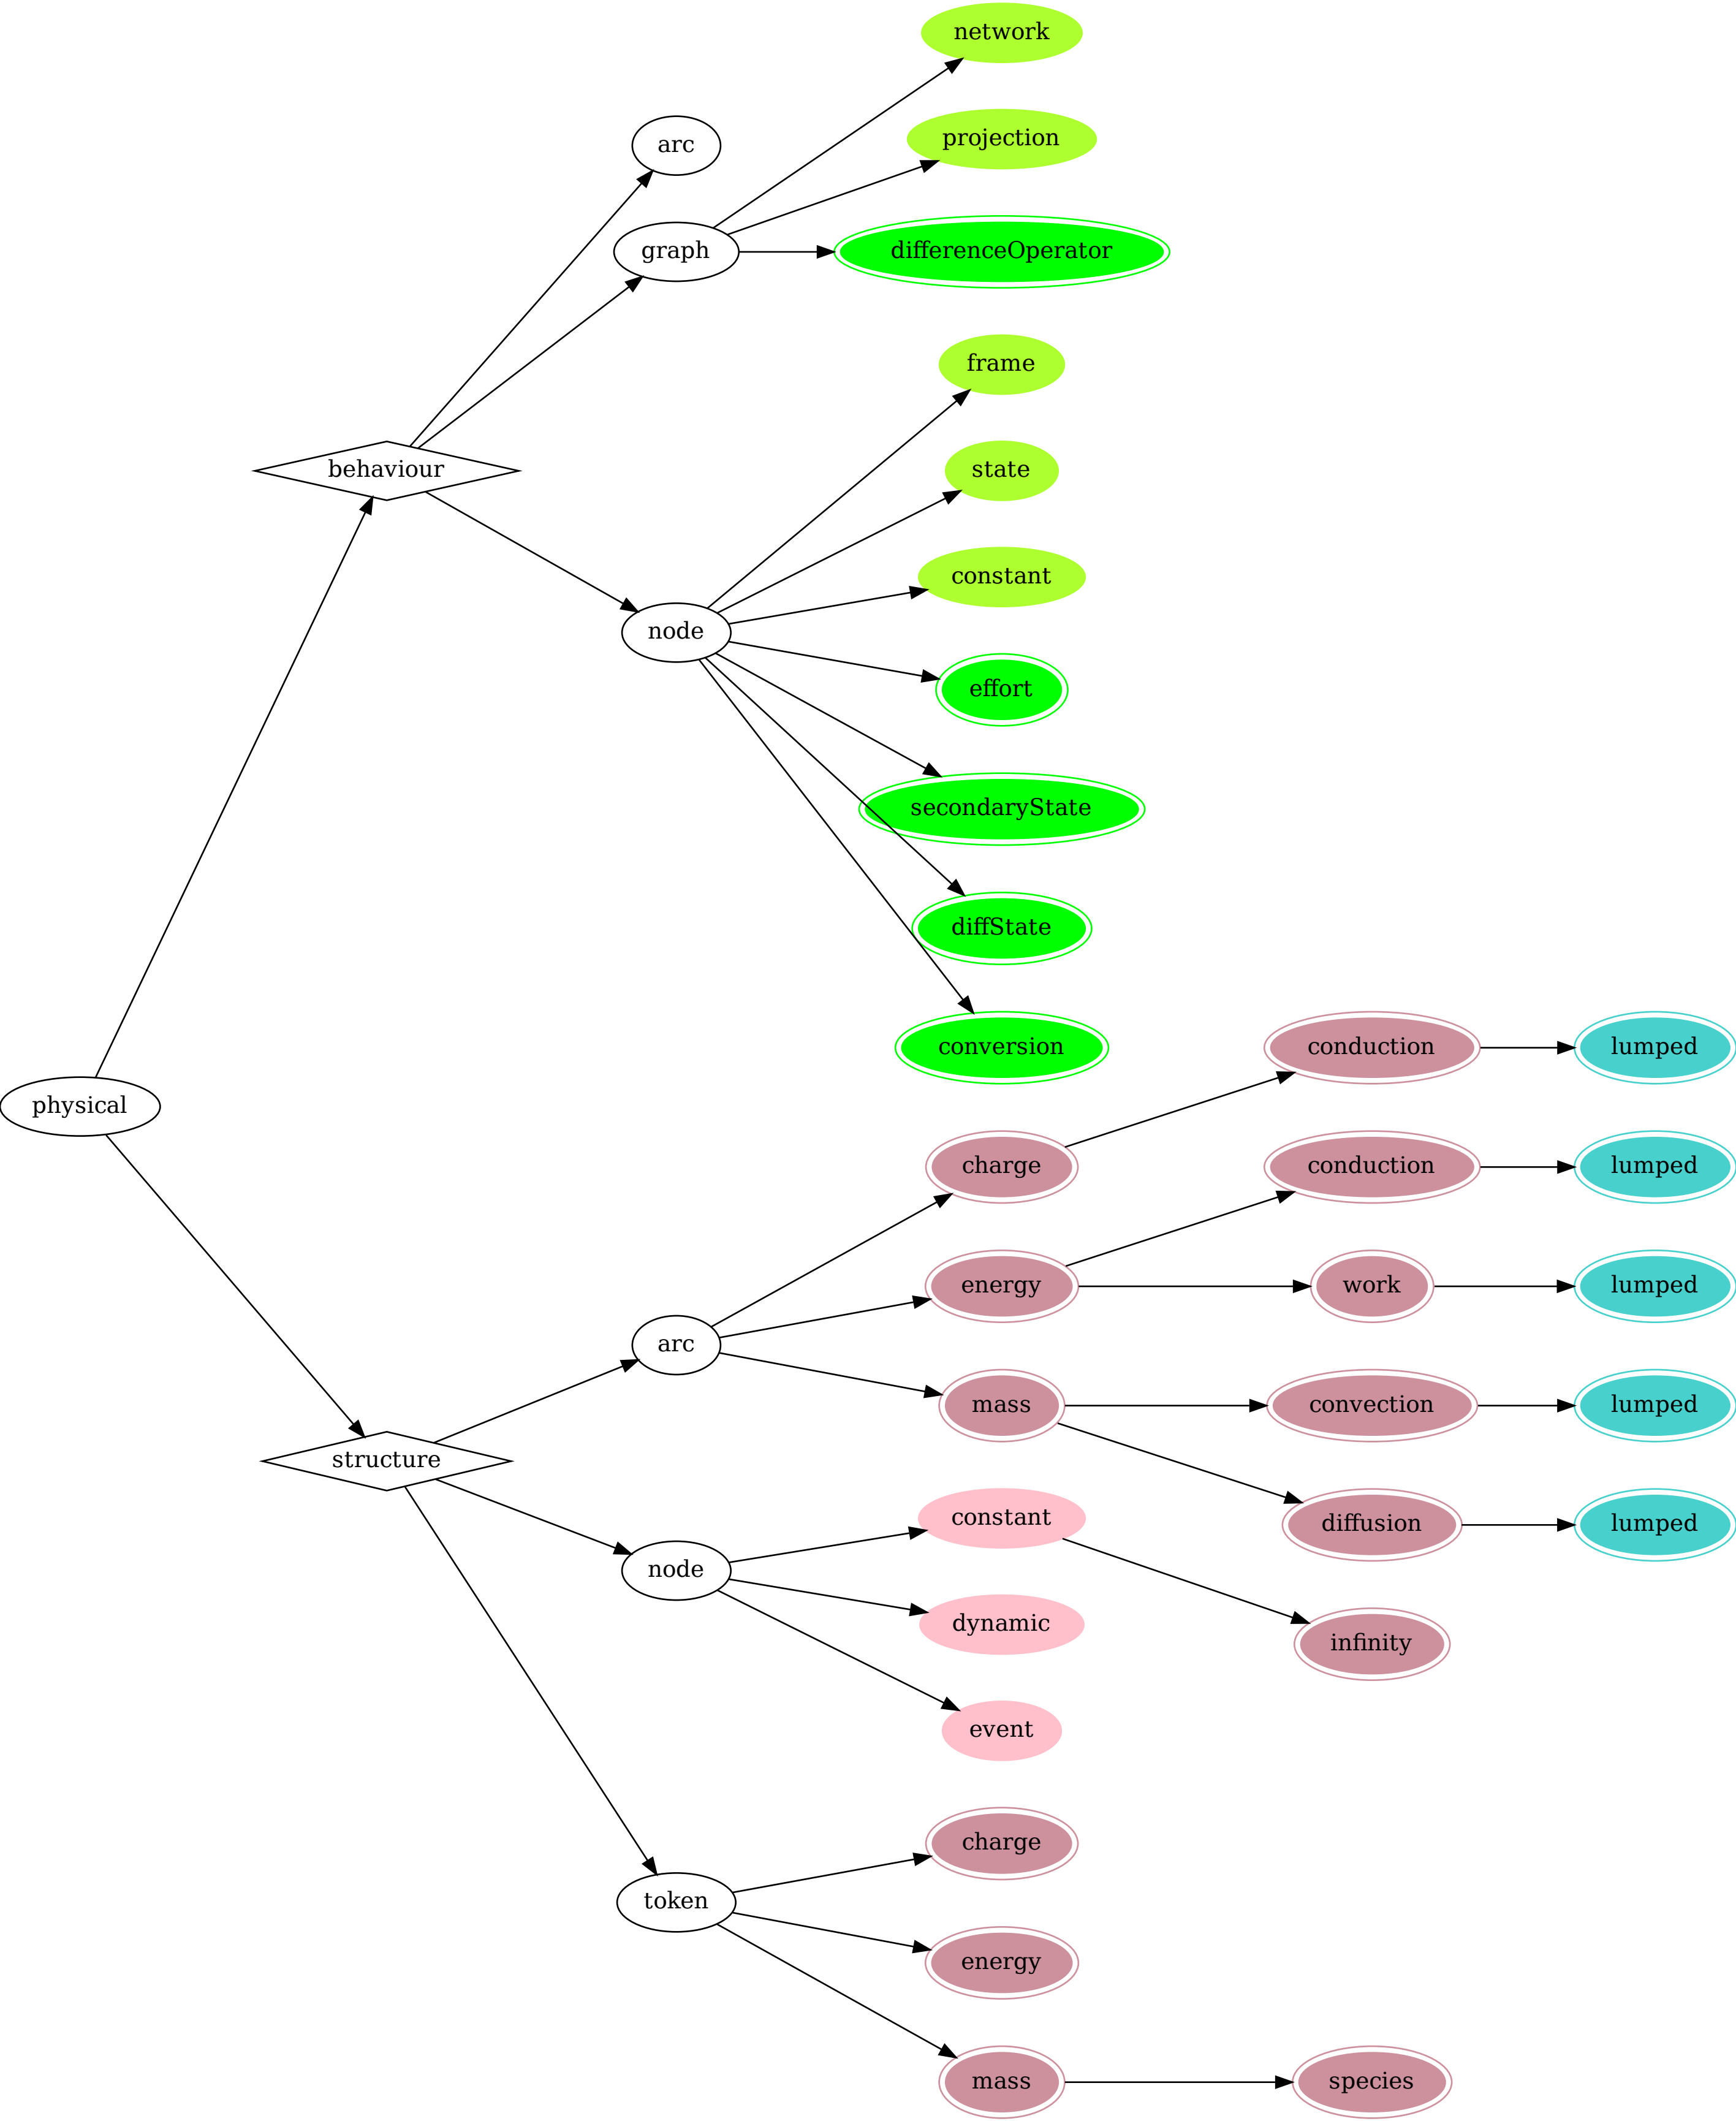 network
arc
projection
graph
differenceOperator
frame
behaviour
state
constant
node
effort
secondaryState
diffState
conversion
conduction
lumped
physical
charge
conduction
lumped
energy
work
lumped
arc
mass
convection
lumped
structure
constant
diffusion
lumped
node
dynamic
infinity
event
charge
token
energy
mass
species